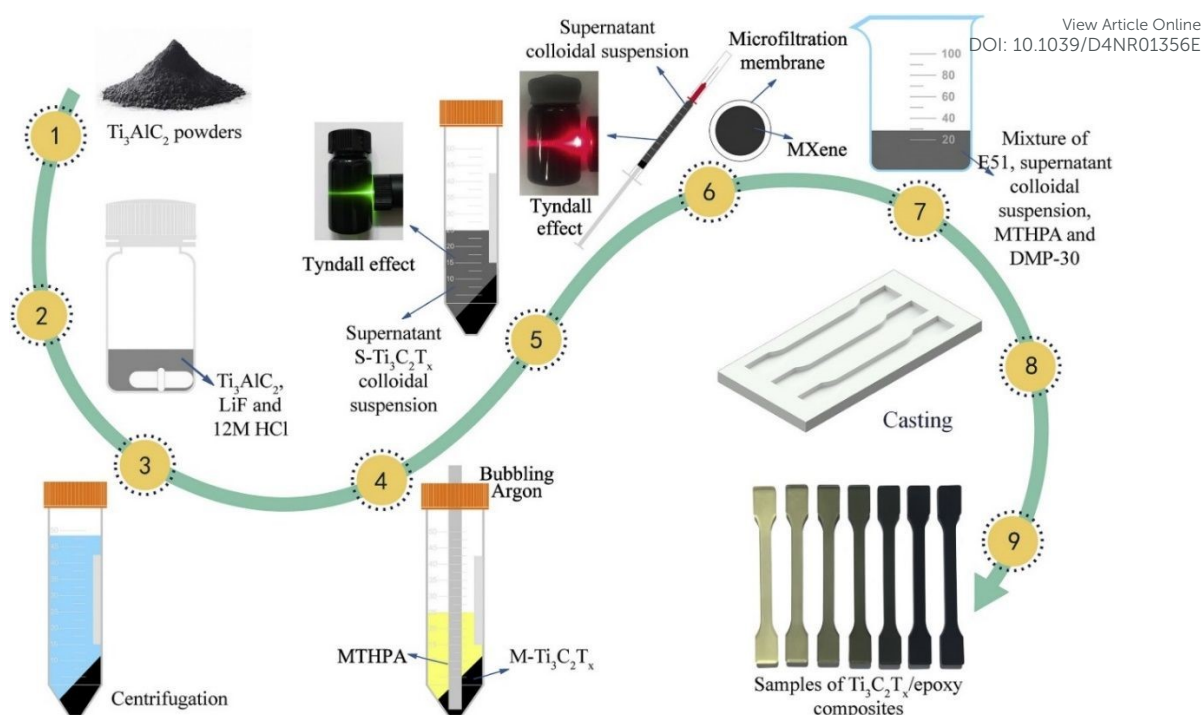 View Article Online
DOI: 10.1039/D4NR01356E
1
Ti₃AlC₂ powders
2
Ti₃AlC₂,
LiF and
12M HCl
3
Centrifugation
4
Bubbling
Argon
MTHPA
M-Ti₃C₂Tₓ
5
Tyndall effect
Supernatant
S-Ti₃C₂Tₓ
colloidal
suspension
6
Supernatant
colloidal suspension
Tyndall
effect
Microfiltration
membrane
MXene
7
100
80
60
40
20
Mixture of
E51, supernatant
colloidal
suspension,
MTHPA and
DMP-30
8
Casting
9
Samples of Ti₃C₂Tₓ/epoxy
composites